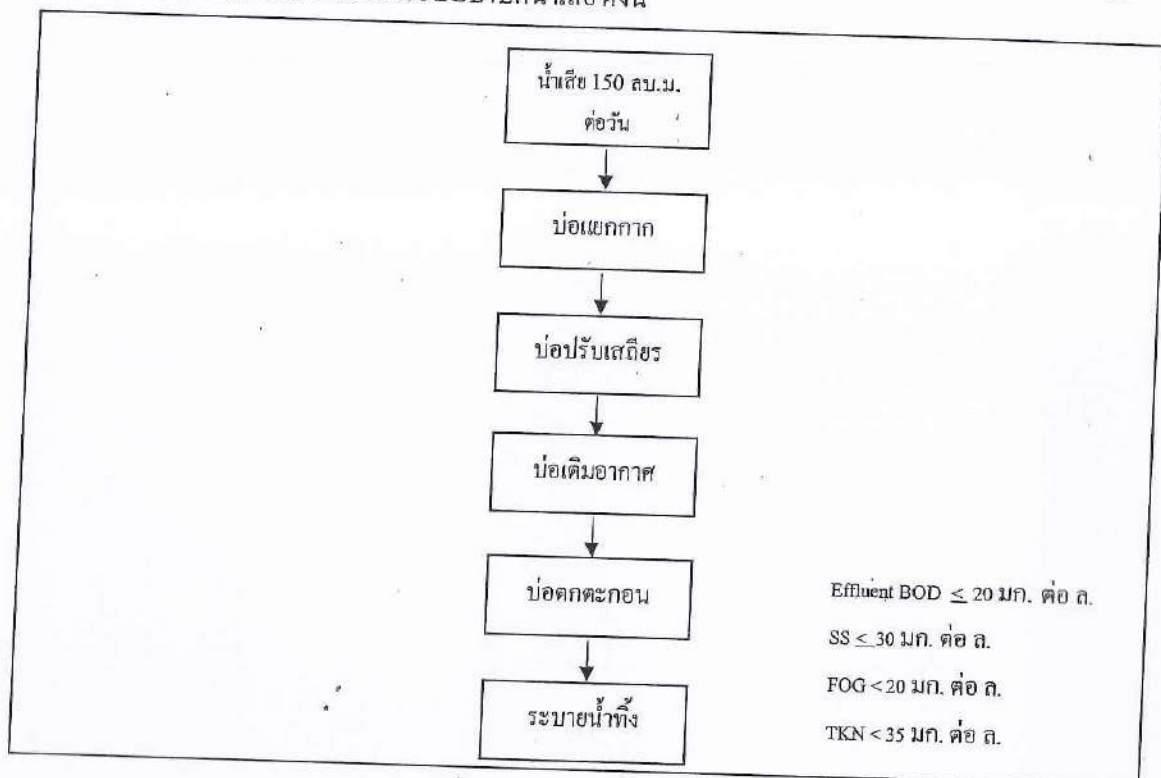 น้ำเสีย 150 ลบ.ม.
ต่อวัน
บ่อแยกกาก
บ่อปรับเสถียร
บ่อเติมอากาศ
บ่อตกตะกอน
ระบายน้ำทิ้ง
Effluent BOD ≤ 20 มก. ต่อ ล.
SS ≤ 30 มก. ต่อ ล.
FOG < 20 มก. ต่อ ล.
TKN < 35 มก. ต่อ ล.